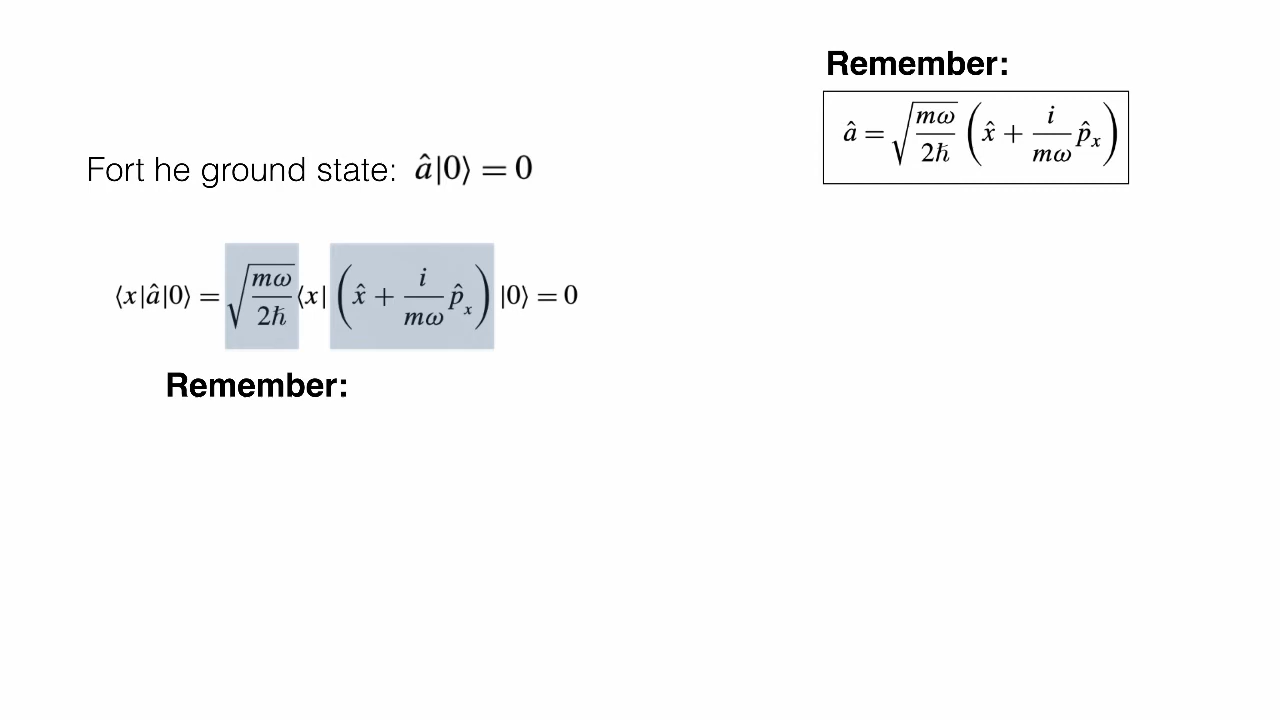 Remember:
â = √(mω/2ħ) (x̂ + i/mω p̂ₓ)
Fort he ground state: â|0⟩ = 0
⟨x|â|0⟩ = √(mω/2ħ) ⟨x| (x̂ + i/mω p̂ₓ) |0⟩ = 0
Remember: